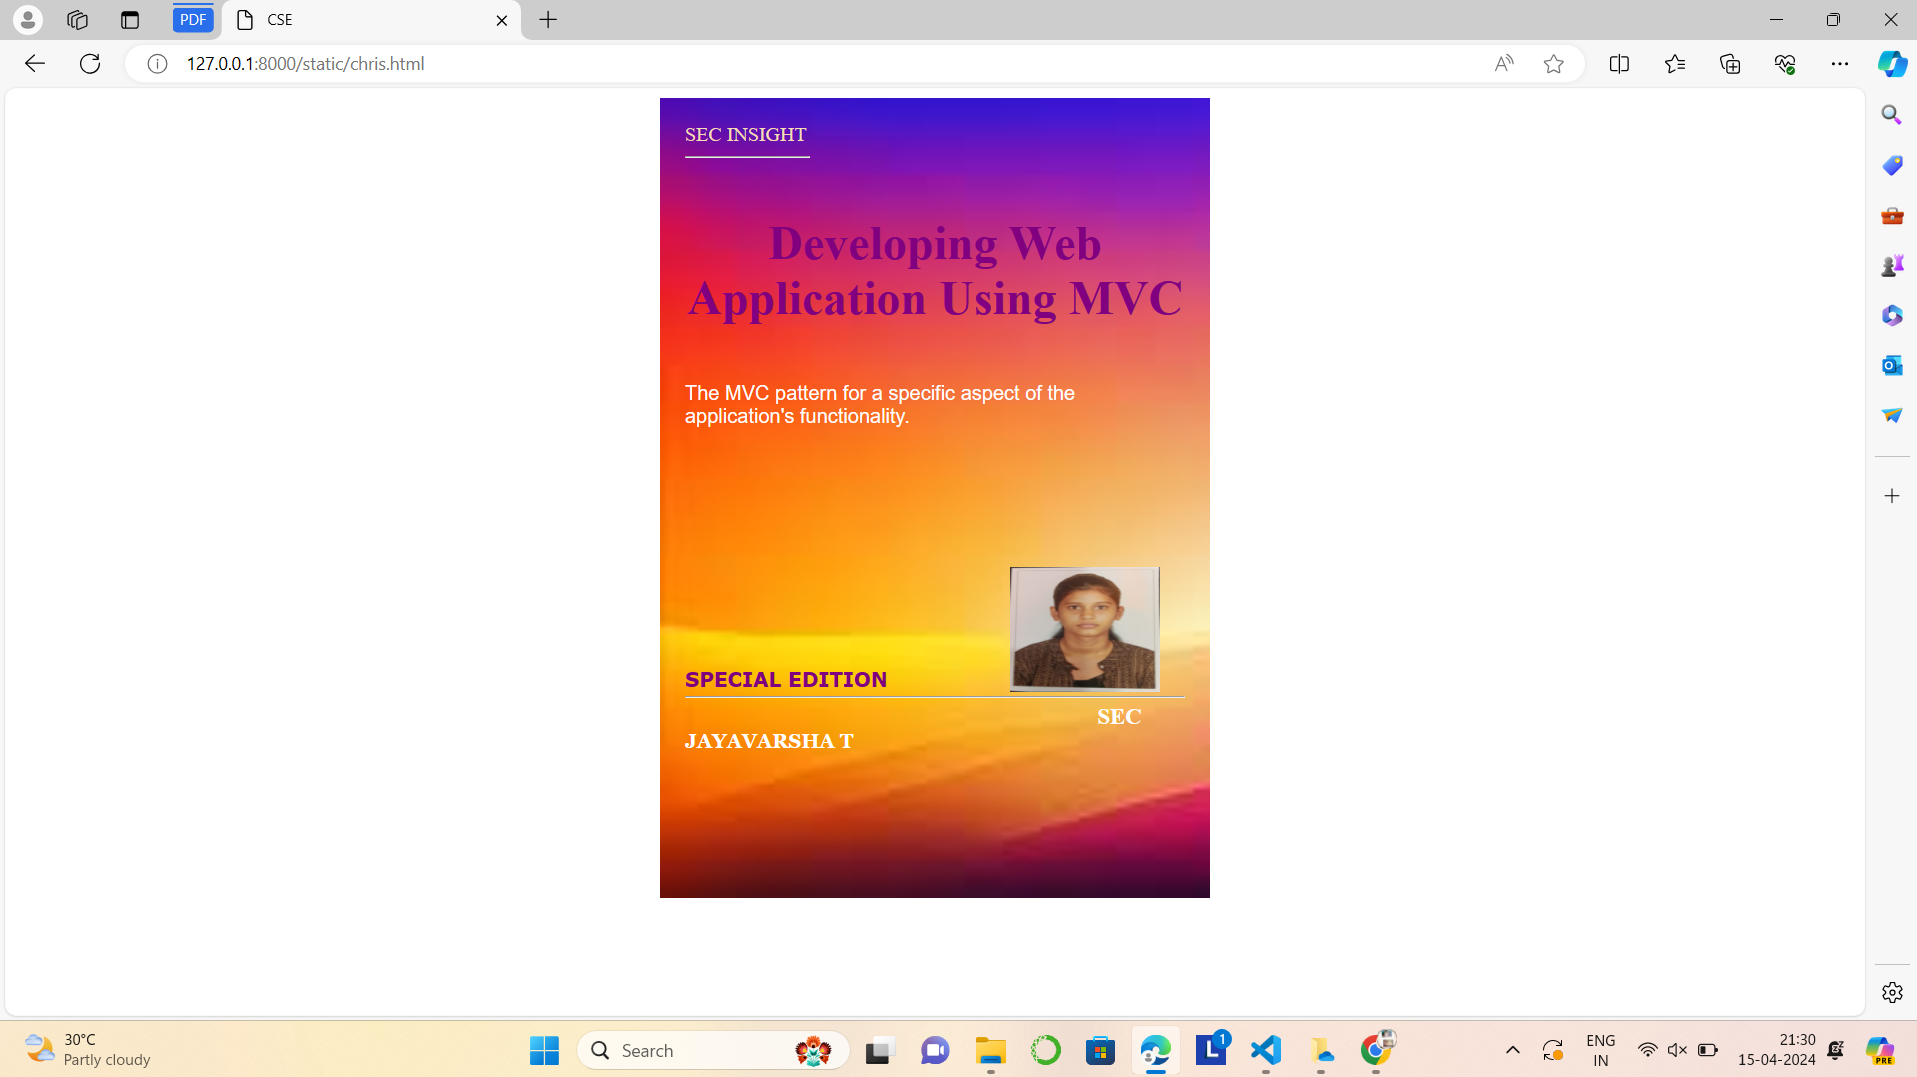 PDF
CSE
127.0.0.1:8000/static/chris.html
SEC INSIGHT
Developing Web
Application Using MVC
The MVC pattern for a specific aspect of the
application's functionality.
SPECIAL EDITION
SEC
JAYAVARSHA T
30°C
Partly cloudy
Search
L
1
ENG
IN
21:30
15-04-2024
PRE